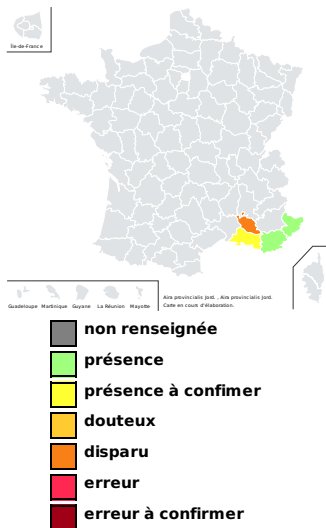 Île-de-France
Guadeloupe Martinique Guyane La Réunion Mayotte
Aira provincialis Jord. , Aira provincialis Jord.
Carte en cours d'élaboration.
non renseignée
présence
présence à confimer
douteux
disparu
erreur
erreur à confirmer